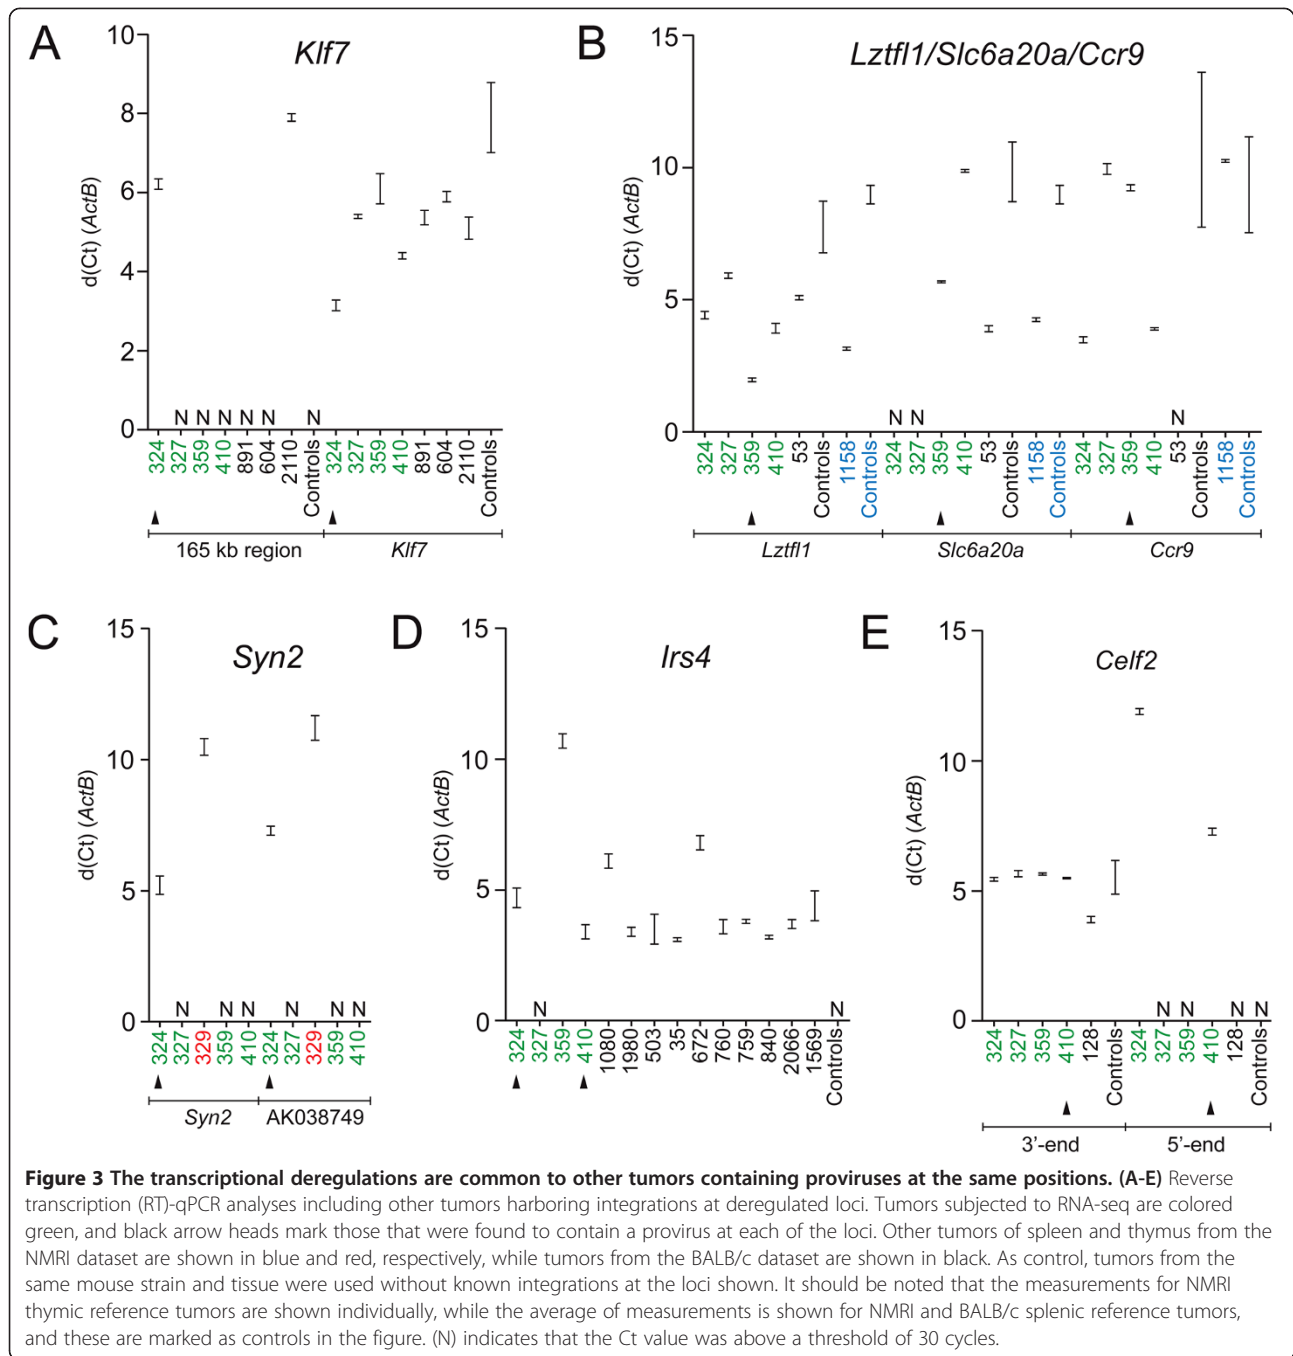 A
Klf7
d(Ct) (ActB)
10
8
6
4
2
0
N N N N N N
324 327 359 410 891 604 2110 Controls 324 327 359 410 891 604 2110 Controls
165 kb region Klf7
B
Lztfl1/Slc6a20a/Ccr9
d(Ct) (ActB)
15
10
5
0
N N N
324 327 359 410 53 Controls 1158 Controls 324 327 359 410 53 Controls 1158 Controls 324 327 359 410 53 Controls 1158 Controls
Lztfl1 Slc6a20a Ccr9
C
Syn2
d(Ct) (ActB)
15
10
5
0
N N N N N N
324 327 329 359 410 324 327 329 359 410
Syn2 AK038749
D
Irs4
d(Ct) (ActB)
15
10
5
0
N N
324 327 359 410 1080 1980 503 35 672 760 759 840 2066 1569 Controls
E
Celf2
d(Ct) (ActB)
15
10
5
0
N N N N
324 327 359 410 128 Controls 324 327 359 410 128 Controls
3'-end 5'-end
Figure 3 The transcriptional deregulations are common to other tumors containing proviruses at the same positions. (A-E) Reverse
transcription (RT)-qPCR analyses including other tumors harboring integrations at deregulated loci. Tumors subjected to RNA-seq are colored
green, and black arrow heads mark those that were found to contain a provirus at each of the loci. Other tumors of spleen and thymus from the
NMRI dataset are shown in blue and red, respectively, while tumors from the BALB/c dataset are shown in black. As control, tumors from the
same mouse strain and tissue were used without known integrations at the loci shown. It should be noted that the measurements for NMRI
thymic reference tumors are shown individually, while the average of measurements is shown for NMRI and BALB/c splenic reference tumors,
and these are marked as controls in the figure. (N) indicates that the Ct value was above a threshold of 30 cycles.